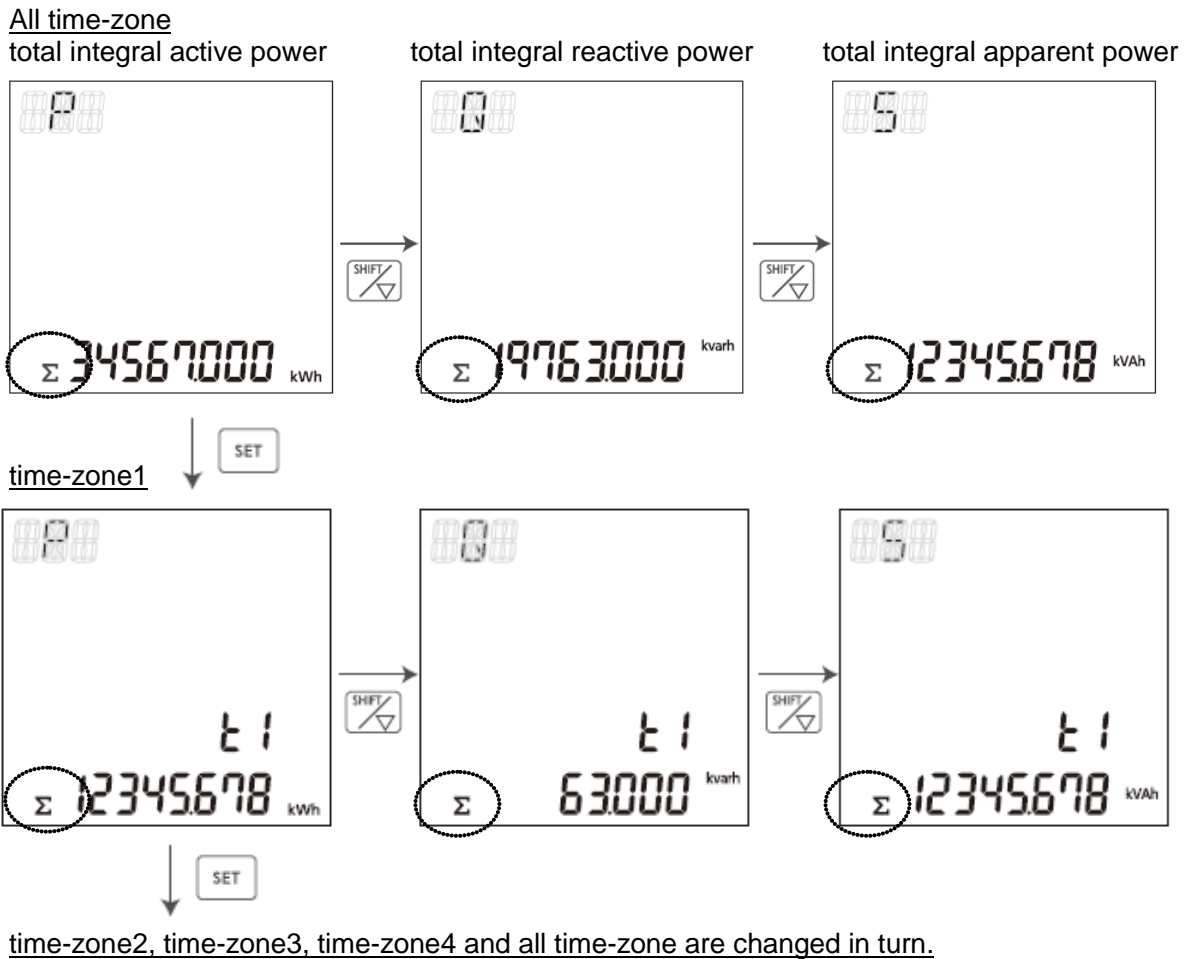 All time-zone
total integral active power total integral reactive power total integral apparent power
P Q S
SHIFT SHIFT
Σ 34567.000 kWh Σ 19763.000 kvarh Σ 12345.678 kVAh
SET
time-zone1
P Q S
SHIFT SHIFT
t1 t1 t1
Σ 12345.678 kWh Σ 63.000 kvarh Σ 12345.678 kVAh
SET
time-zone2, time-zone3, time-zone4 and all time-zone are changed in turn.